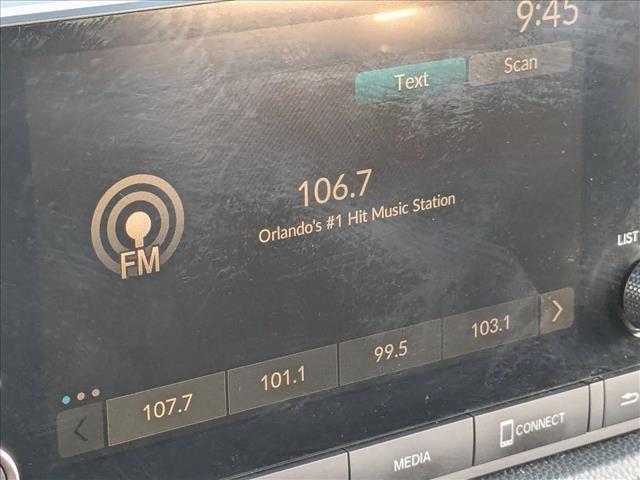 9:45
Text
Scan
106.7
Orlando's #1 Hit Music Station
FM
LIST
107.7
101.1
99.5
103.1
MEDIA
CONNECT